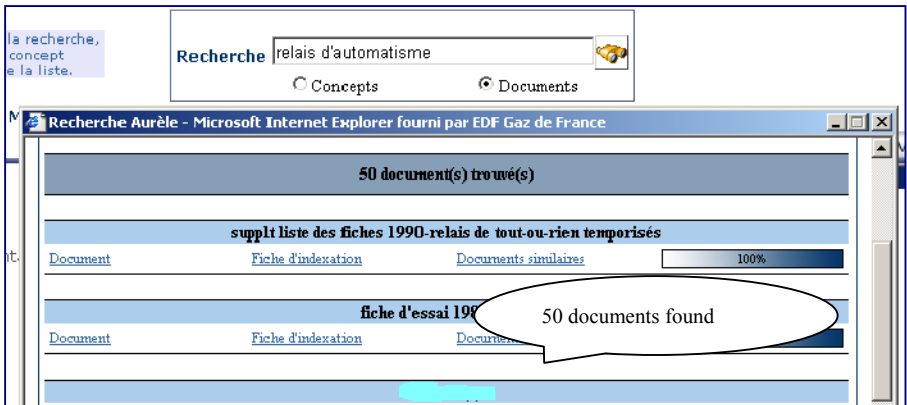 la recherche,
concept
e la liste.
Recherche relais d'automatisme
Concepts Documents
M
Recherche Aurèle - Microsoft Internet Explorer fourni par EDF Gaz de France
50 document(s) trouvé(s)
supplt liste des fiches 1990-relais de tout-ou-rien temporisés
nt.
Document Fiche d'indexation Documents similaires 100%
fiche d'essai 198
50 documents found
Document Fiche d'indexation Documen